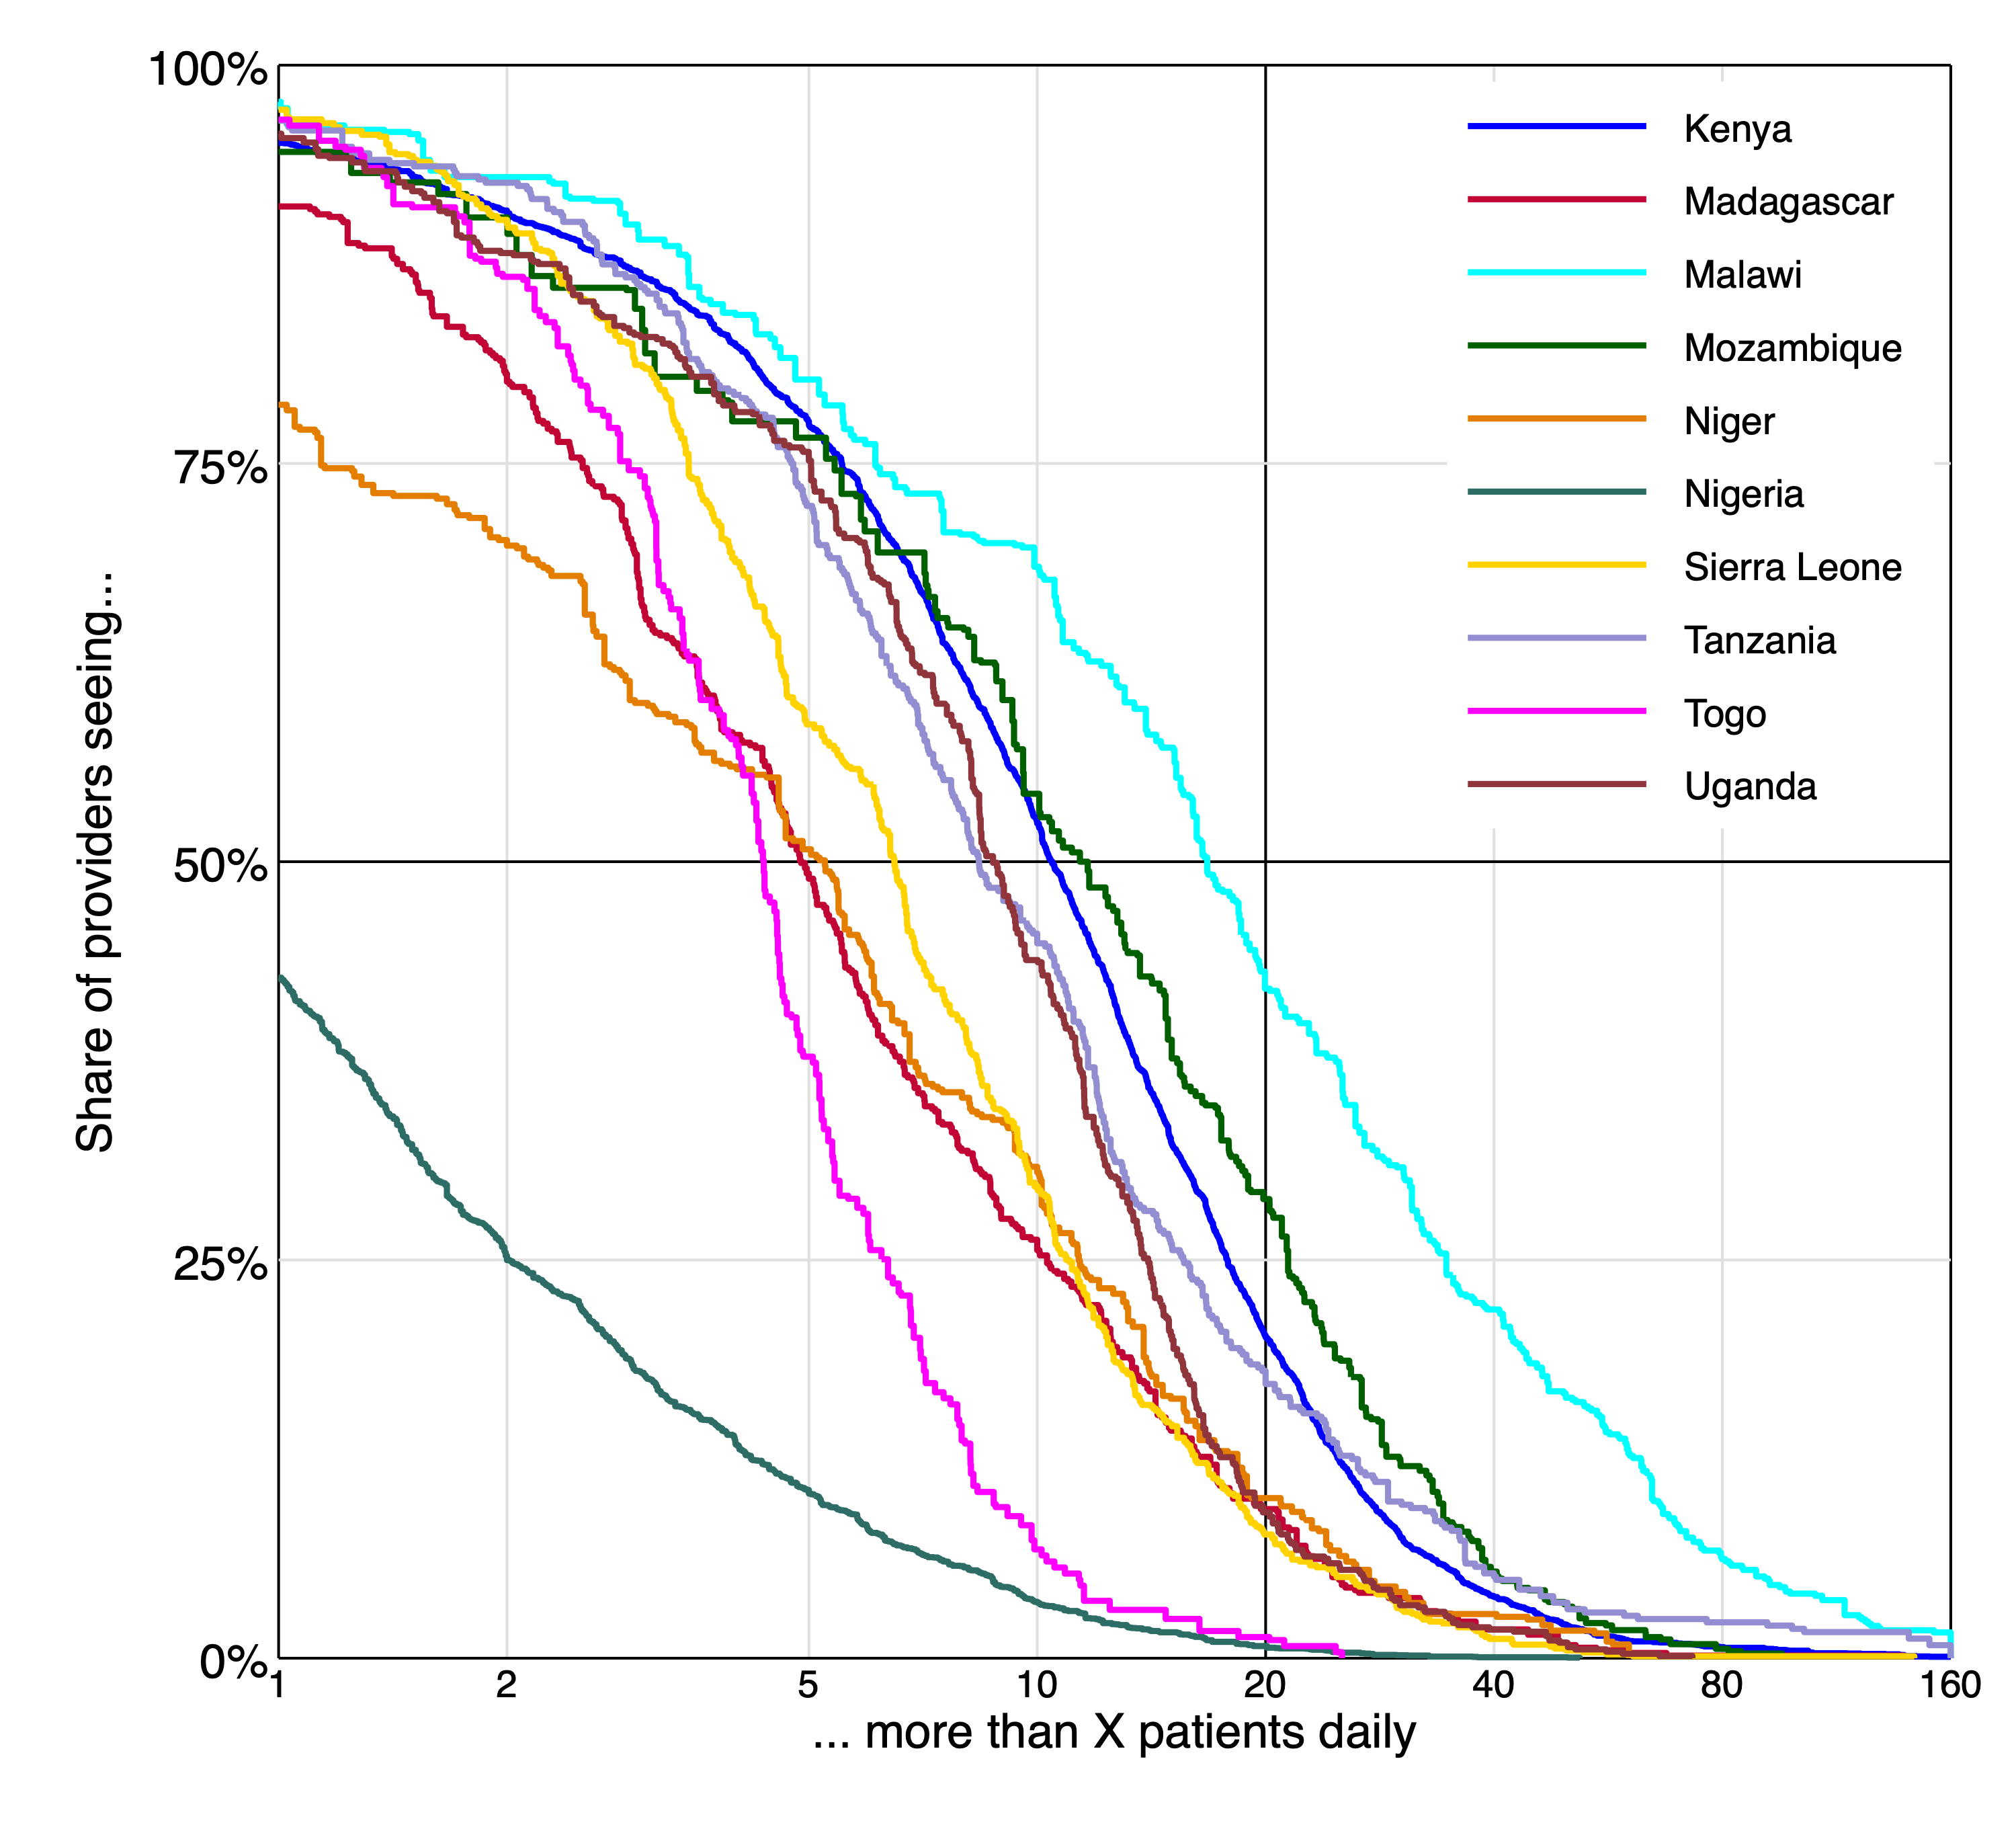 100%
75%
50%
25%
0%
Share of providers seeing...
1
2
5
10
20
40
80
160
... more than X patients daily
Kenya
Madagascar
Malawi
Mozambique
Niger
Nigeria
Sierra Leone
Tanzania
Togo
Uganda